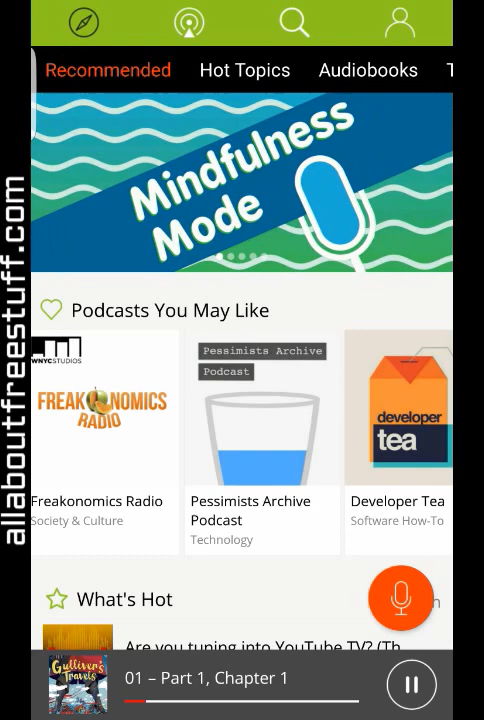 Recommended Hot Topics Audiobooks T
Mindfulness
Mode
Podcasts You May Like
WNYCSTUDIOS
FREAKONOMICS
RADIO
Pessimists Archive
Podcast
developer
tea
Freakonomics Radio
Society & Culture
Pessimists Archive
Podcast
Technology
Developer Tea
Software How-To
What's Hot
Are you tuning into YouTube TV? (Th
Gulliver's
Travels
01 – Part 1, Chapter 1
allaboutfreestuff.com